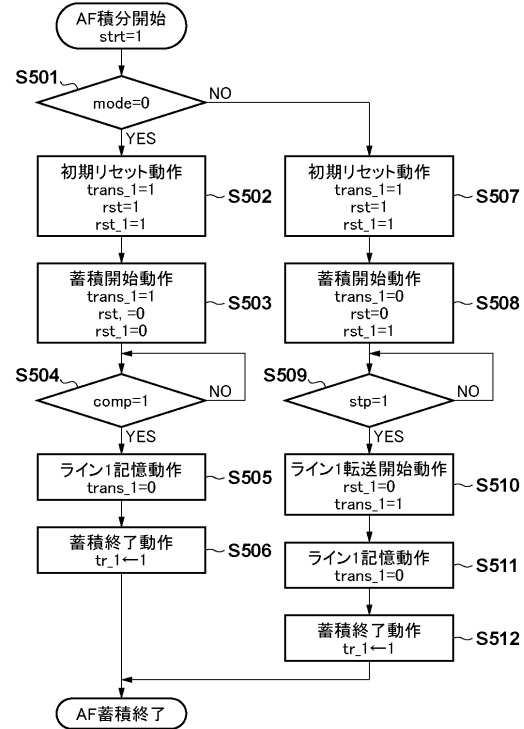 AF積分開始
strt=1
S501
mode=0
NO
YES
初期リセット動作
trans_1=1
rst=1
rst_1=1
S502
蓄積開始動作
trans_1=1
rst, =0
rst_1=0
S503
S504
comp=1
NO
YES
ライン1記憶動作
trans_1=0
S505
蓄積終了動作
tr_1←1
S506
初期リセット動作
trans_1=1
rst=1
rst_1=1
S507
蓄積開始動作
trans_1=0
rst=0
rst_1=1
S508
S509
stp=1
NO
YES
ライン1転送開始動作
rst_1=0
trans_1=1
S510
ライン1記憶動作
trans_1=0
S511
蓄積終了動作
tr_1←1
S512
AF蓄積終了